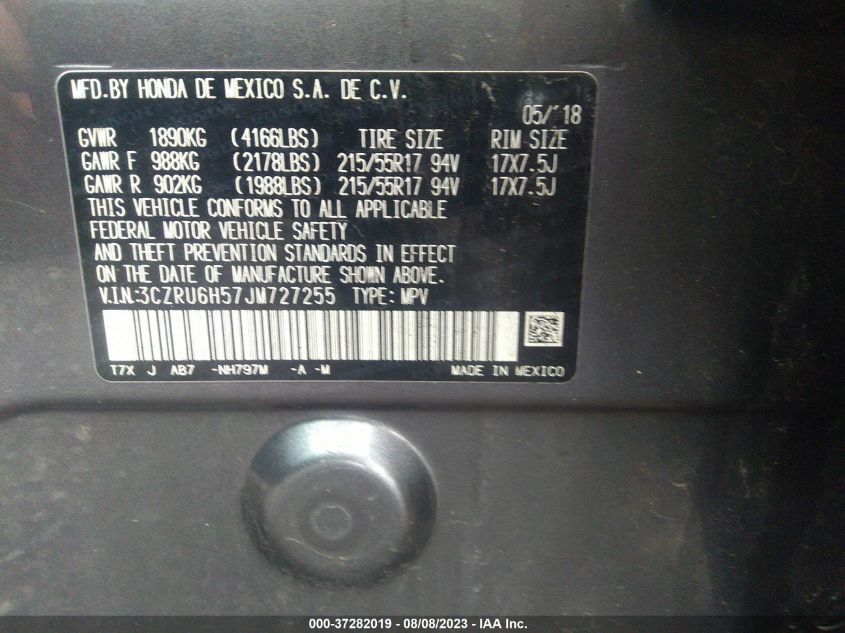 MFD.BY HONDA DE MEXICO S.A. DE C.V.
05/'18
GVWR 1890KG (4166LBS) TIRE SIZE RIM SIZE
GAWR F 988KG (2178LBS) 215/55R17 94V 17X7.5J
GAWR R 902KG (1988LBS) 215/55R17 94V 17X7.5J
THIS VEHICLE CONFORMS TO ALL APPLICABLE
FEDERAL MOTOR VEHICLE SAFETY
AND THEFT PREVENTION STANDARDS IN EFFECT
ON THE DATE OF MANUFACTURE SHOWN ABOVE.
V.I.N.:3CZRU6H57JM727255 TYPE: MPV
T7X J AB7 -NH797M -A -M MADE IN MEXICO
000-37282019 - 08/08/2023 - IAA Inc.